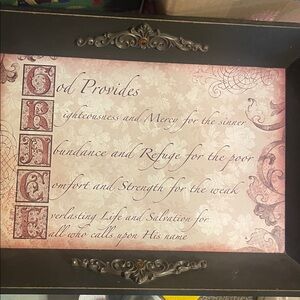 God Provides
Righteousness and Mercy for the sinner
Abundance and Refuge for the poor
Comfort and Strength for the weak
Everlasting Life and Salvation for
all who calls upon His name